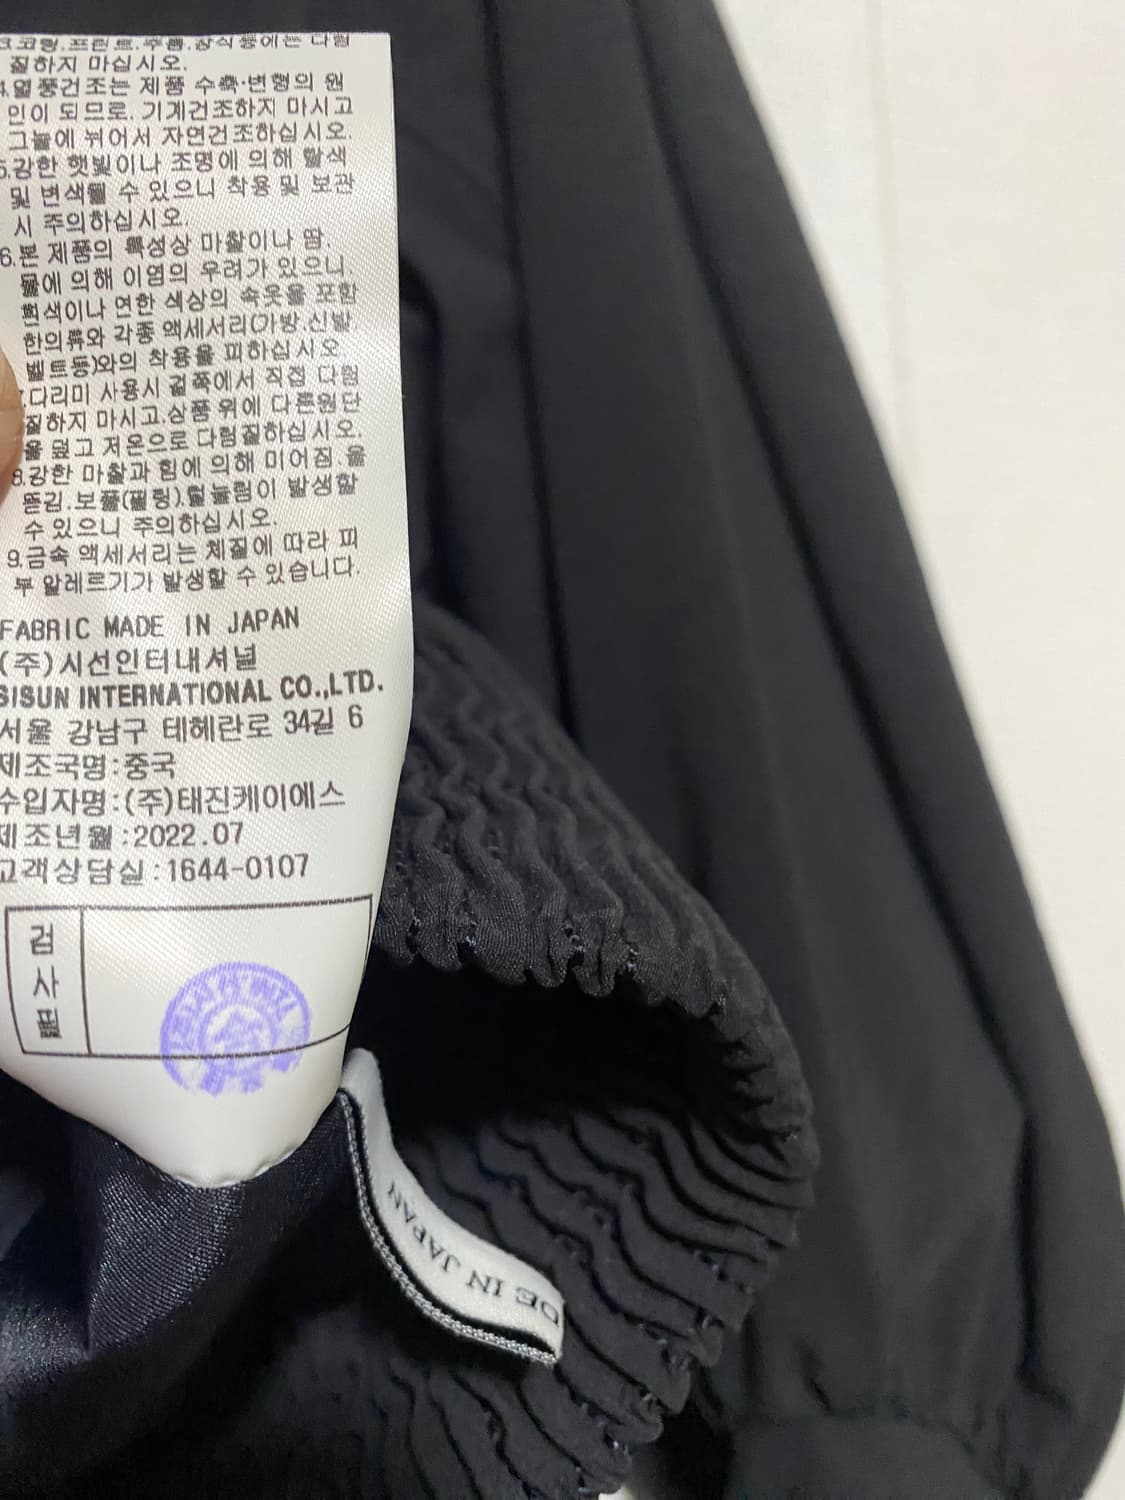 3.코팅.프린트.주름.장식등에는 다림
질하지 마십시오.
4.열풍건조는 제품 수축·변형의 원
인이 되므로. 기계건조하지 마시고
그늘에 뉘어서 자연건조하십시오.
5.강한 햇빛이나 조명에 의해 탈색
및 변색될 수 있으니 착용 및 보관
시 주의하십시오.
6.본 제품의 특성상 마찰이나 땀.
물에 의해 이염의 우려가 있으니.
흰색이나 연한 색상의 속옷을 포함
한의류와 각종 액세서리(가방.신발.
벨트등)와의 착용을 피하십시오.
.다리미 사용시 겉쪽에서 직접 다림
질하지 마시고.상품 위에 다른원단
을 덮고 저온으로 다림질하십시오.
8.강한 마찰과 힘에 의해 미어짐.올
뜯김.보풀(필링).털눌림이 발생할
수 있으니 주의하십시오.
9.금속 액세서리는 체질에 따라 피
부 알레르기가 발생할 수 있습니다.
FABRIC MADE IN JAPAN
(주)시선인터내셔널
SISUN INTERNATIONAL CO.,LTD.
서울 강남구 테헤란로 34길 6
제조국명:중국
수입자명:(주)태진케이에스
제조년월:2022.07
고객상담실:1644-0107
검사필
DE IN JAPAN